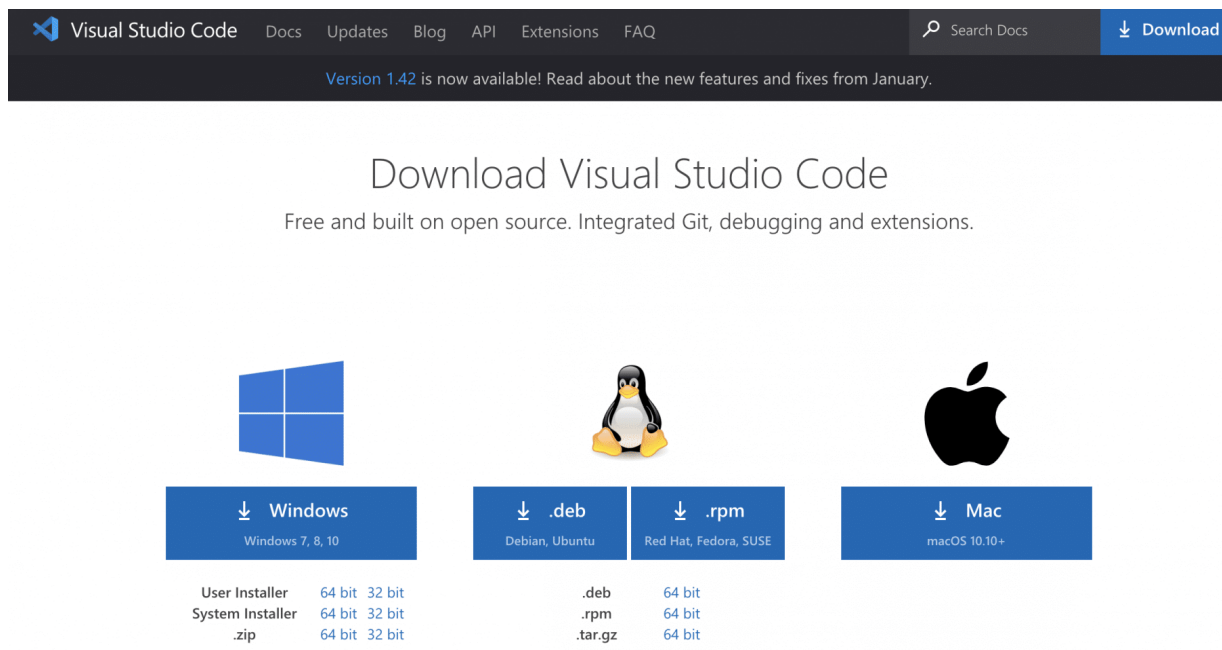 Visual Studio Code Docs Updates Blog API Extensions FAQ Search Docs Download
Version 1.42 is now available! Read about the new features and fixes from January.
Download Visual Studio Code
Free and built on open source. Integrated Git, debugging and extensions.
Windows
Windows 7, 8, 10
User Installer 64 bit 32 bit
System Installer 64 bit 32 bit
.zip 64 bit 32 bit
.deb
Debian, Ubuntu
.rpm
Red Hat, Fedora, SUSE
.deb 64 bit
.rpm 64 bit
.tar.gz 64 bit
Mac
macOS 10.10+